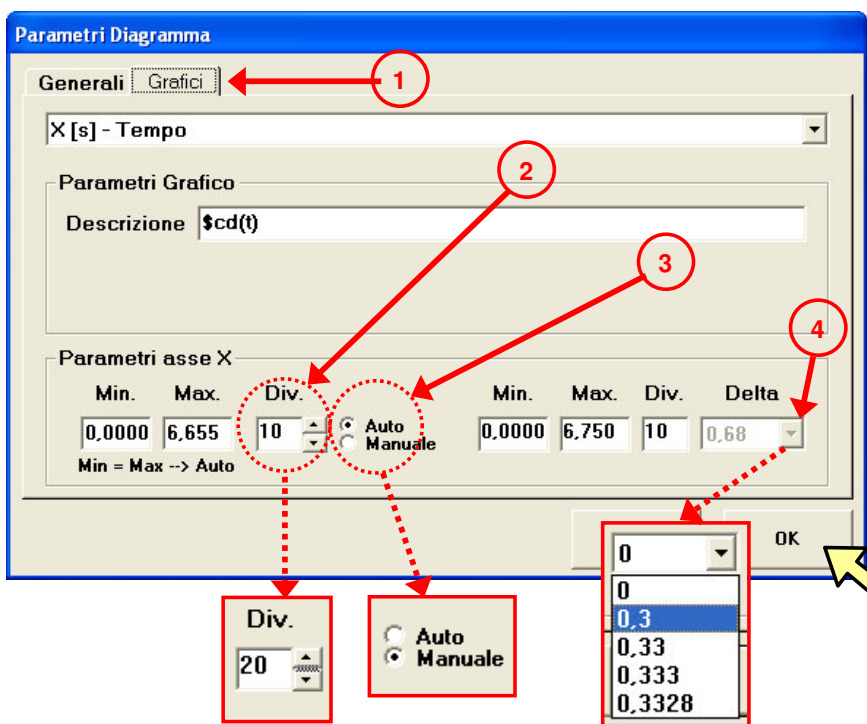 Parametri Diagramma
Generali Grafici
1
X [s] - Tempo
Parametri Grafico
2
Descrizione $cd(t)
3
4
Parametri asse X
Min. Max. Div. Min. Max. Div. Delta
0,0000 6,655 10 Auto Manuale 0,0000 6,750 10 0,68
Min = Max --> Auto
OK
Div.
20
Auto
Manuale
0
0
0,3
0,33
0,333
0,3328